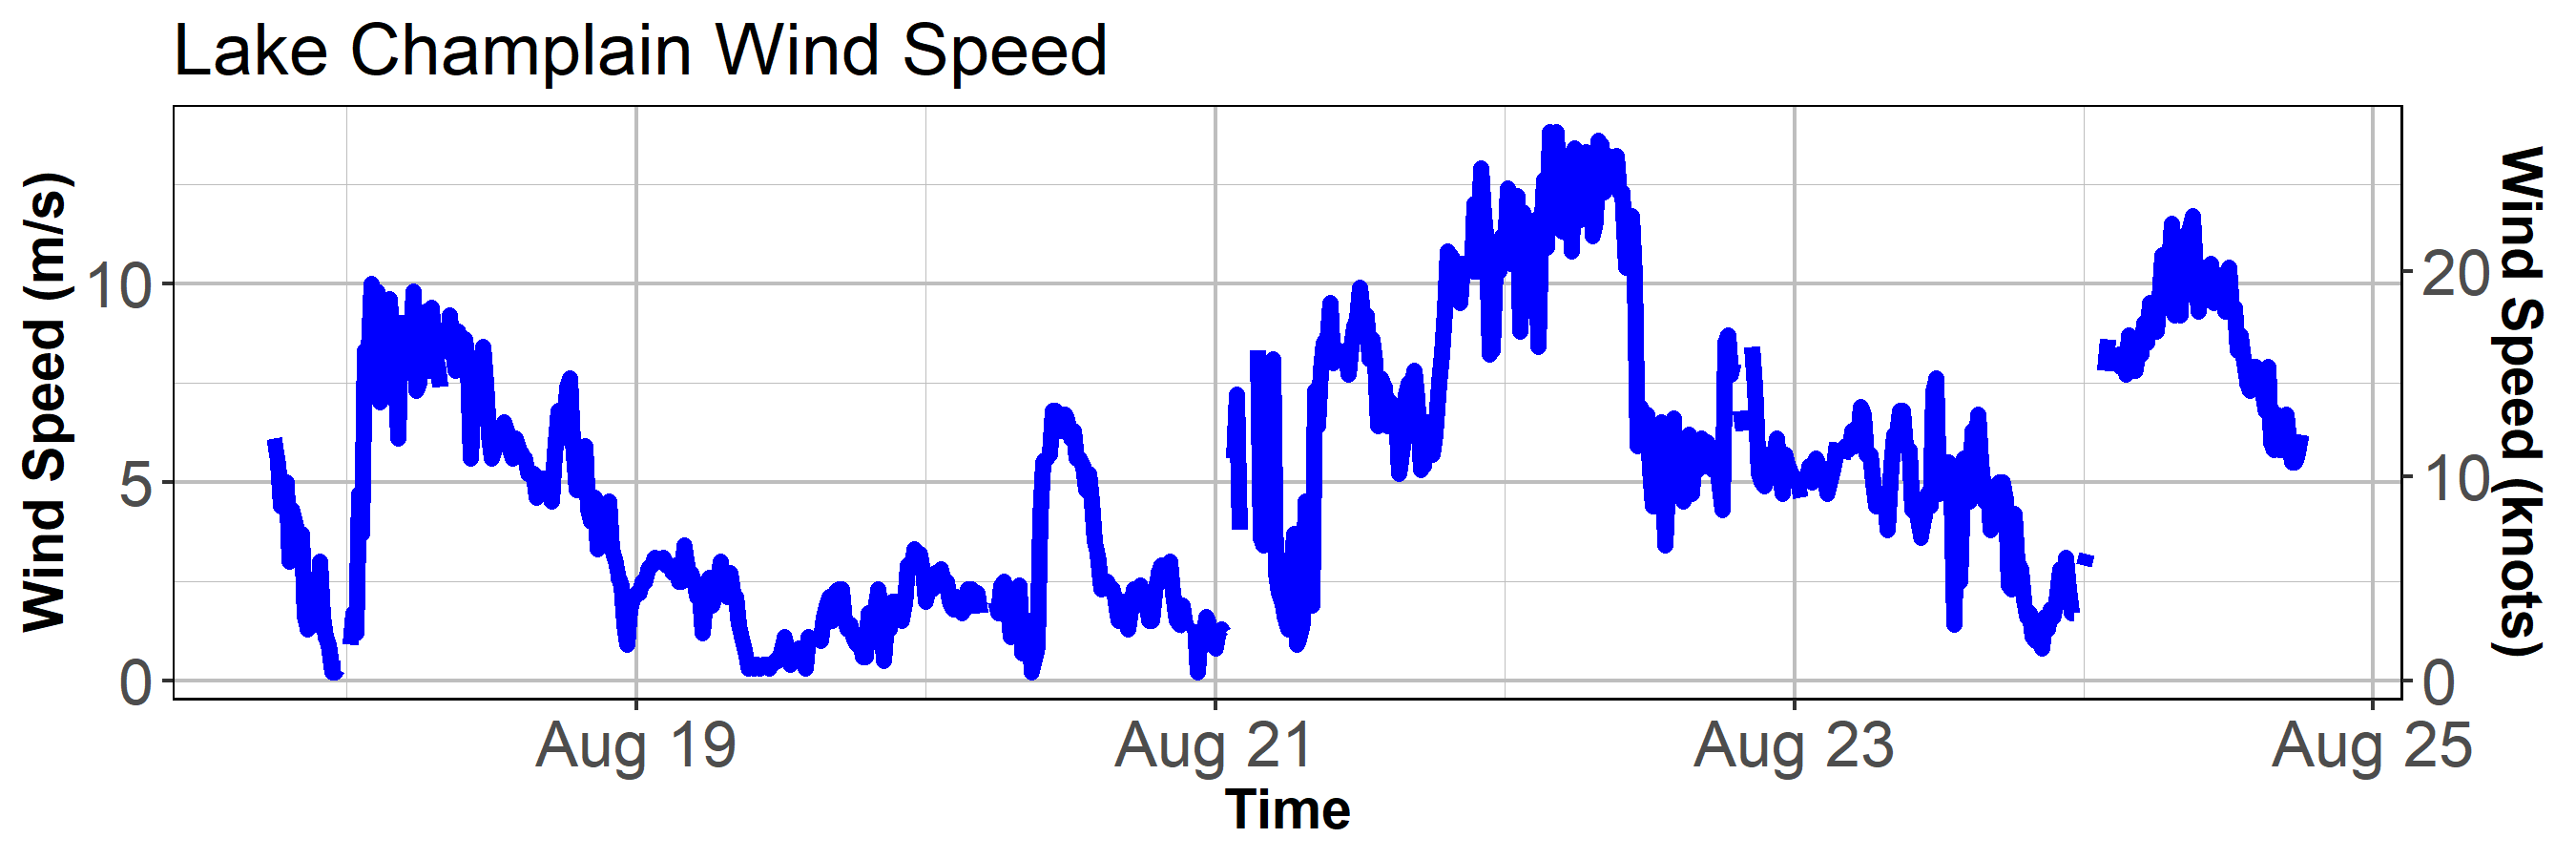 Lake Champlain Wind Speed
Wind Speed (m/s)
10
5
0
20
10
0
Wind Speed (knots)
Aug 19
Aug 21
Aug 23
Aug 25
Time